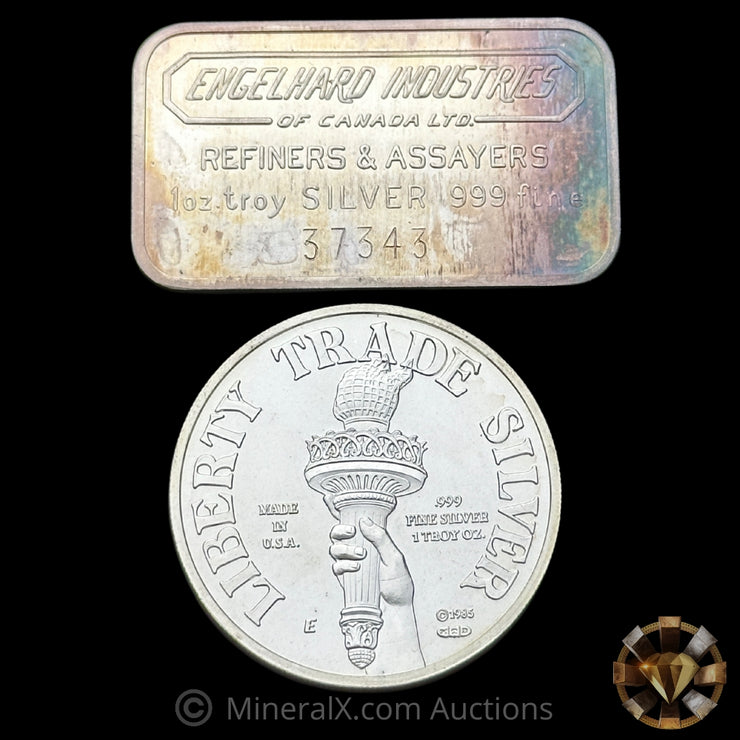 ENGELHARD INDUSTRIES
OF CANADA LTD.
REFINERS & ASSAYERS
1oz.troy SILVER 999 fine
37343
LIBERTY TRADE SILVER
MADE
IN
U.S.A.
.999
FINE SILVER
1 TROY OZ.
E
©1985
© MineralX.com Auctions